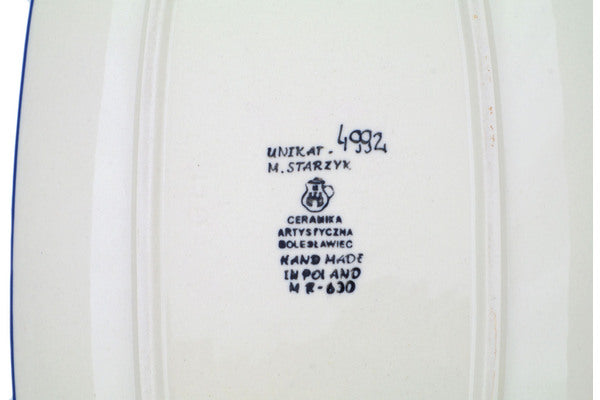 UNIKAT - 4992
M. STARZYK
CERAMIKA
ARTYSTYCZNA
BOLESŁAWIEC
HAND MADE
IN POLAND
M R - 630